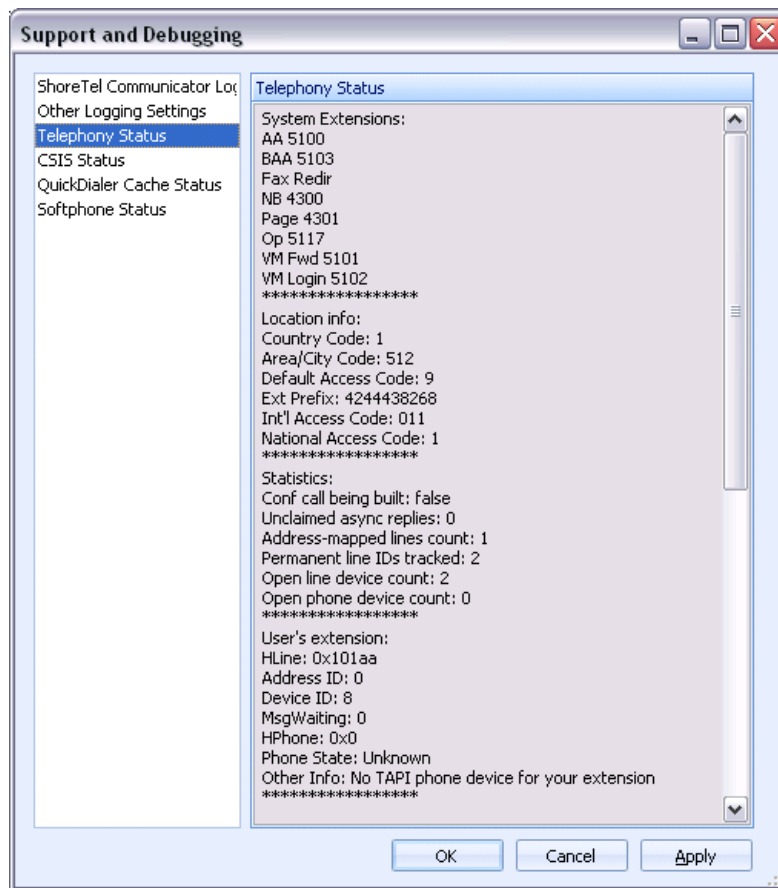 Support and Debugging
ShoreTel Communicator Log
Other Logging Settings
Telephony Status
CSIS Status
QuickDialer Cache Status
Softphone Status
Telephony Status
System Extensions:
AA 5100
BAA 5103
Fax Redir
NB 4300
Page 4301
Op 5117
VM Fwd 5101
VM Login 5102
******************
Location info:
Country Code: 1
Area/City Code: 512
Default Access Code: 9
Ext Prefix: 4244438268
Int'l Access Code: 011
National Access Code: 1
******************
Statistics:
Conf call being built: false
Unclaimed async replies: 0
Address-mapped lines count: 1
Permanent line IDs tracked: 2
Open line device count: 2
Open phone device count: 0
******************
User's extension:
HLine: 0x101aa
Address ID: 0
Device ID: 8
MsgWaiting: 0
HPhone: 0x0
Phone State: Unknown
Other Info: No TAPI phone device for your extension
******************
OK
Cancel
Apply